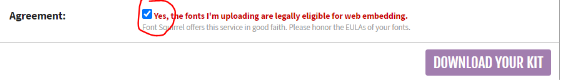 Agreement:
Yes, the fonts I'm uploading are legally eligible for web embedding.
Font Squirrel offers this service in good faith. Please honor the EULAs of your fonts.
DOWNLOAD YOUR KIT